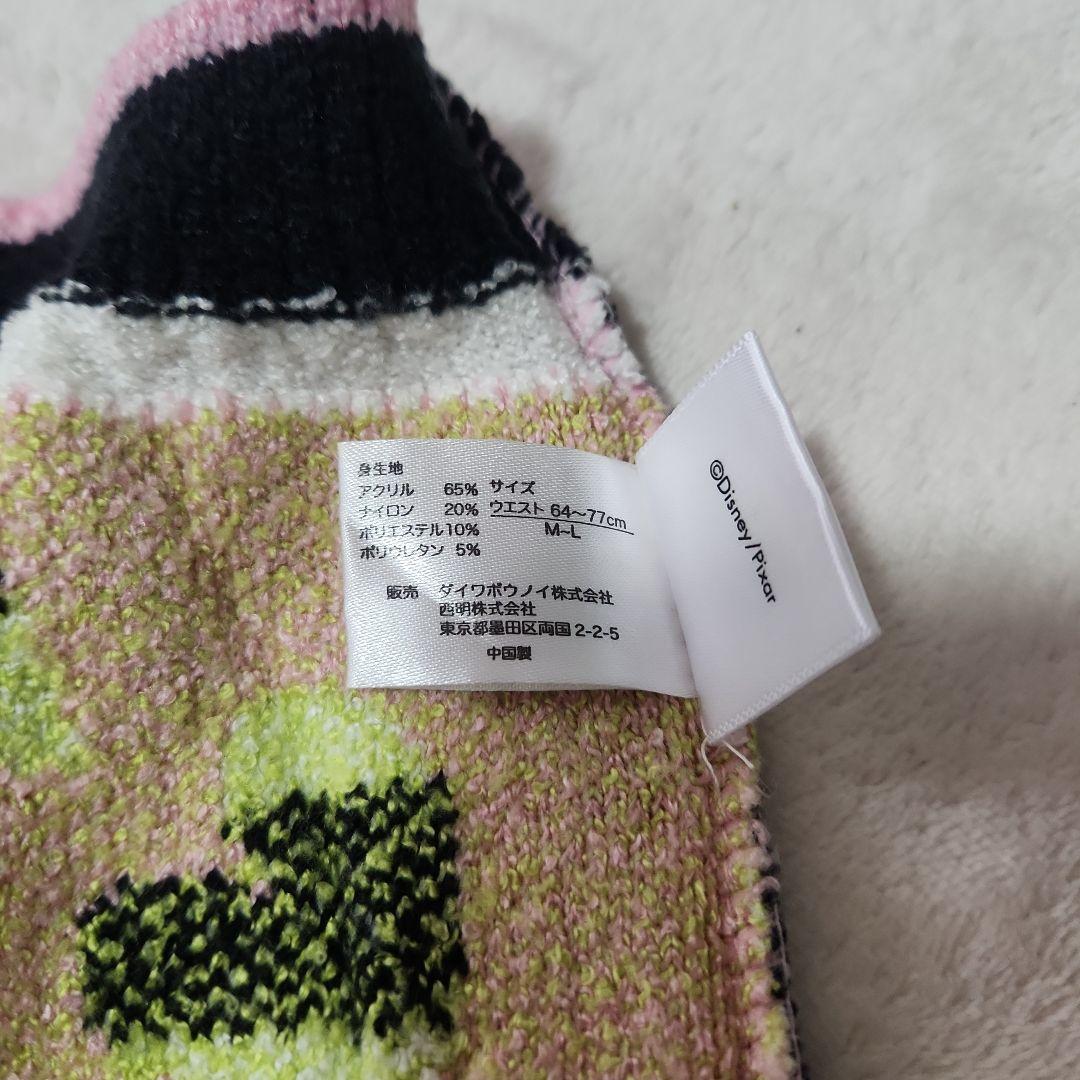 身生地
アクリル 65%
ナイロン 20%
ポリエステル10%
ポリウレタン 5%
サイズ
ウエスト 64〜77cm
M~L
販売 ダイワボウノイ株式会社
西明株式会社
東京都墨田区両国2-2-5
中国製
©Disney/Pixar